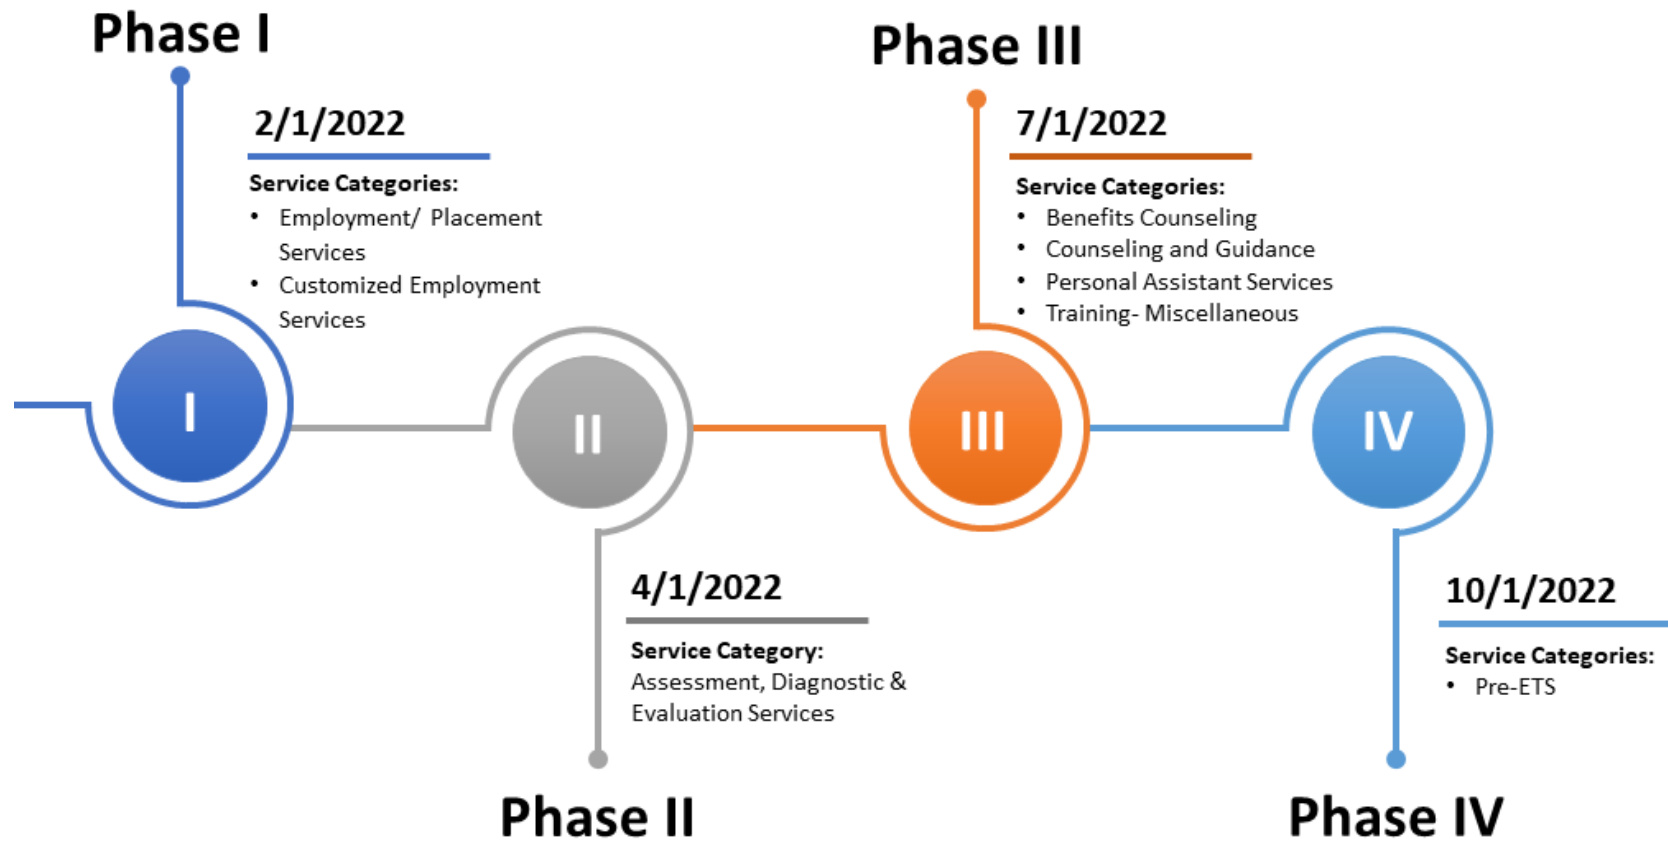 Phase I
2/1/2022
Service Categories:
• Employment/ Placement
Services
• Customized Employment
Services
I
II
4/1/2022
Service Category:
Assessment, Diagnostic &
Evaluation Services
Phase II
Phase III
7/1/2022
Service Categories:
• Benefits Counseling
• Counseling and Guidance
• Personal Assistant Services
• Training- Miscellaneous
III
IV
10/1/2022
Service Categories:
• Pre-ETS
Phase IV